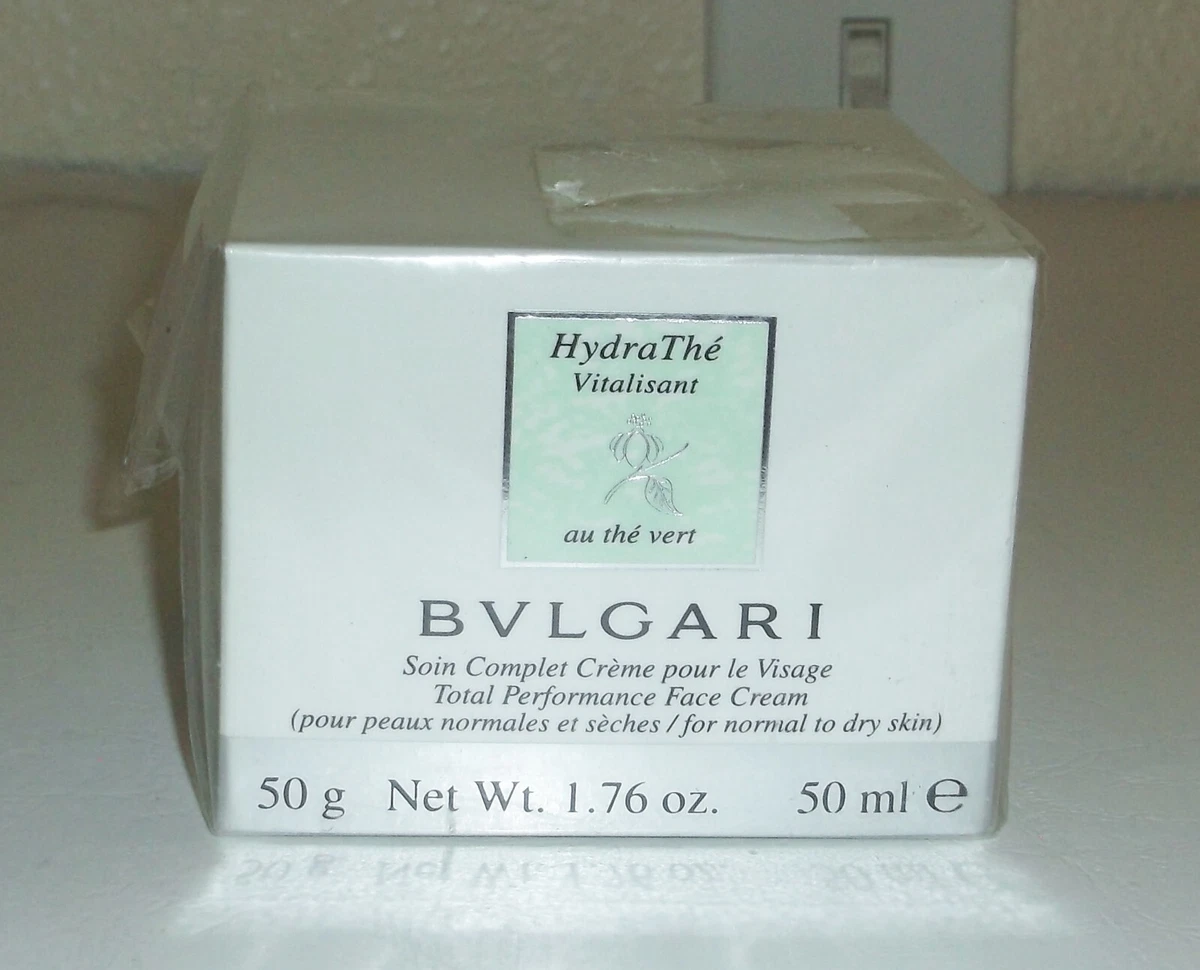 HydraThé
Vitalisant
au thé vert
BVLGARI
Soin Complet Crème pour le Visage
Total Performance Face Cream
(pour peaux normales et sèches / for normal to dry skin)
50 g Net Wt. 1.76 oz. 50 ml ℮